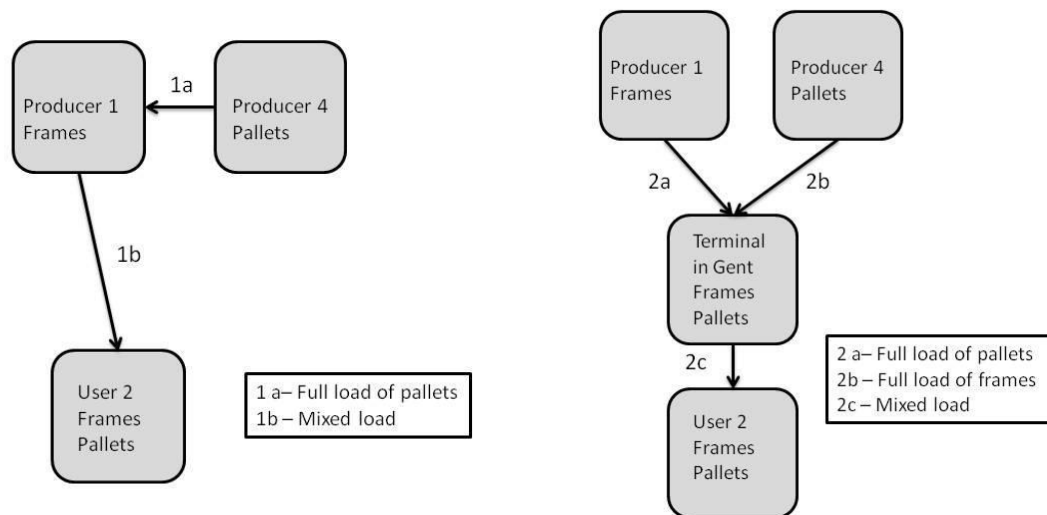 Producer 1
Frames
1a
Producer 4
Pallets
1b
User 2
Frames
Pallets
1 a– Full load of pallets
1b – Mixed load
Producer 1
Frames
Producer 4
Pallets
2a
2b
Terminal
in Gent
Frames
Pallets
2c
User 2
Frames
Pallets
2 a– Full load of pallets
2b – Full load of frames
2c – Mixed load